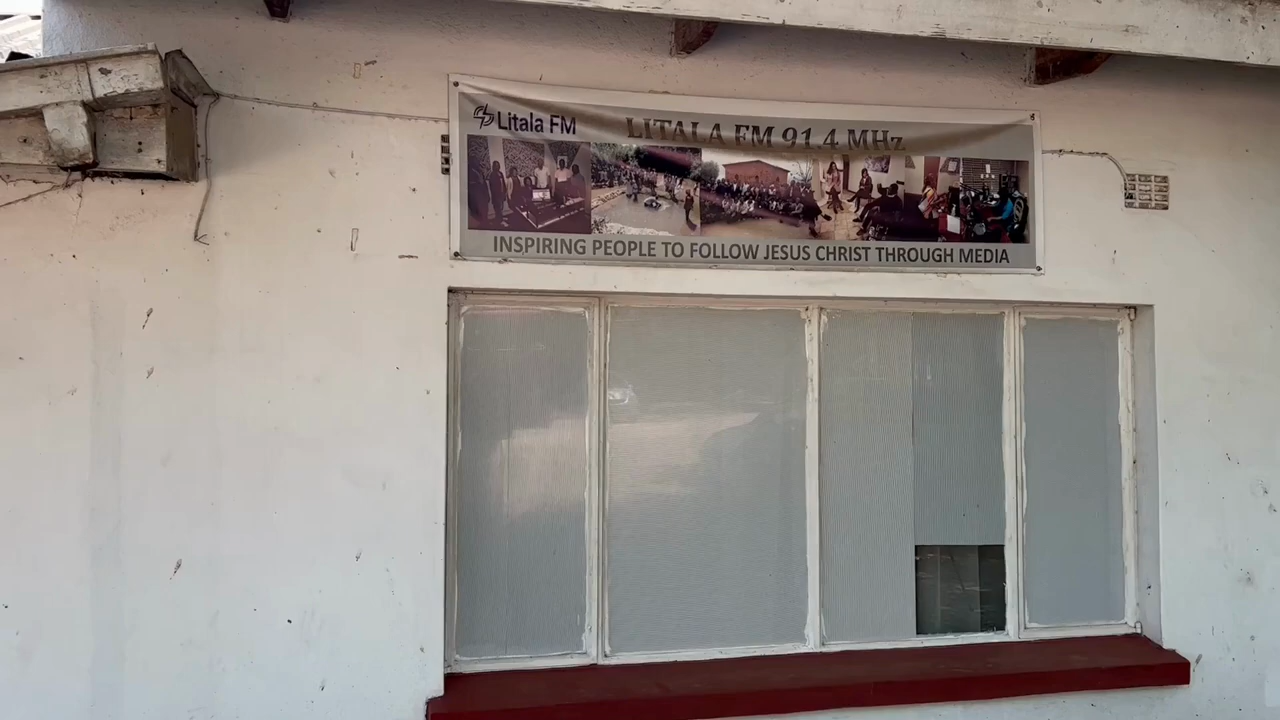 Litala FM
LITALA FM 91.4 MHz
INSPIRING PEOPLE TO FOLLOW JESUS CHRIST THROUGH MEDIA